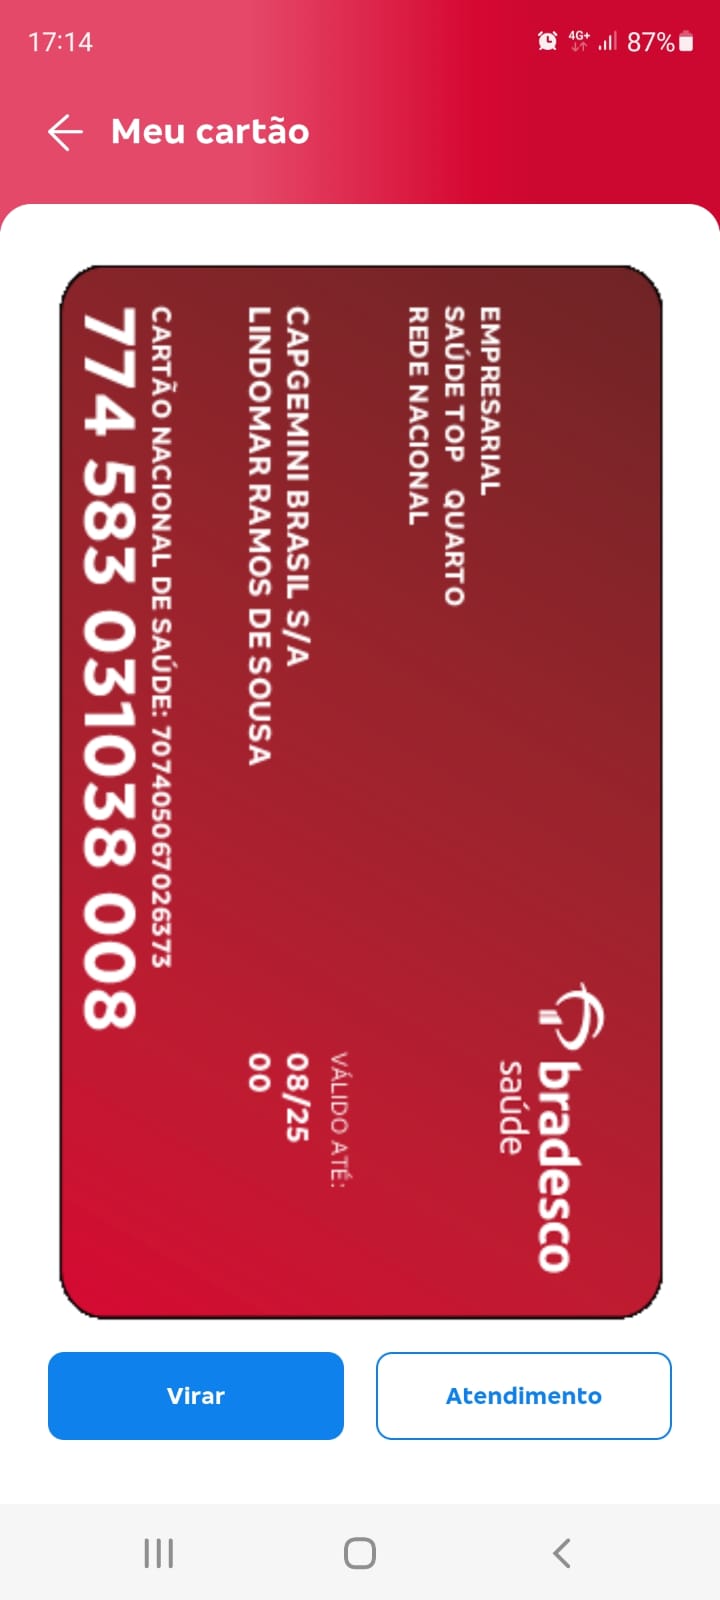 17:14
4G+
87%
Meu cartão
bradesco
saúde
EMPRESARIAL
SAÚDE TOP QUARTO
REDE NACIONAL
VÁLIDO ATÉ:
CAPGEMINI BRASIL S/A 08/25
LINDOMAR RAMOS DE SOUSA 00
CARTÃO NACIONAL DE SAÚDE: 707405067026373
774 583 031038 008
Virar
Atendimento